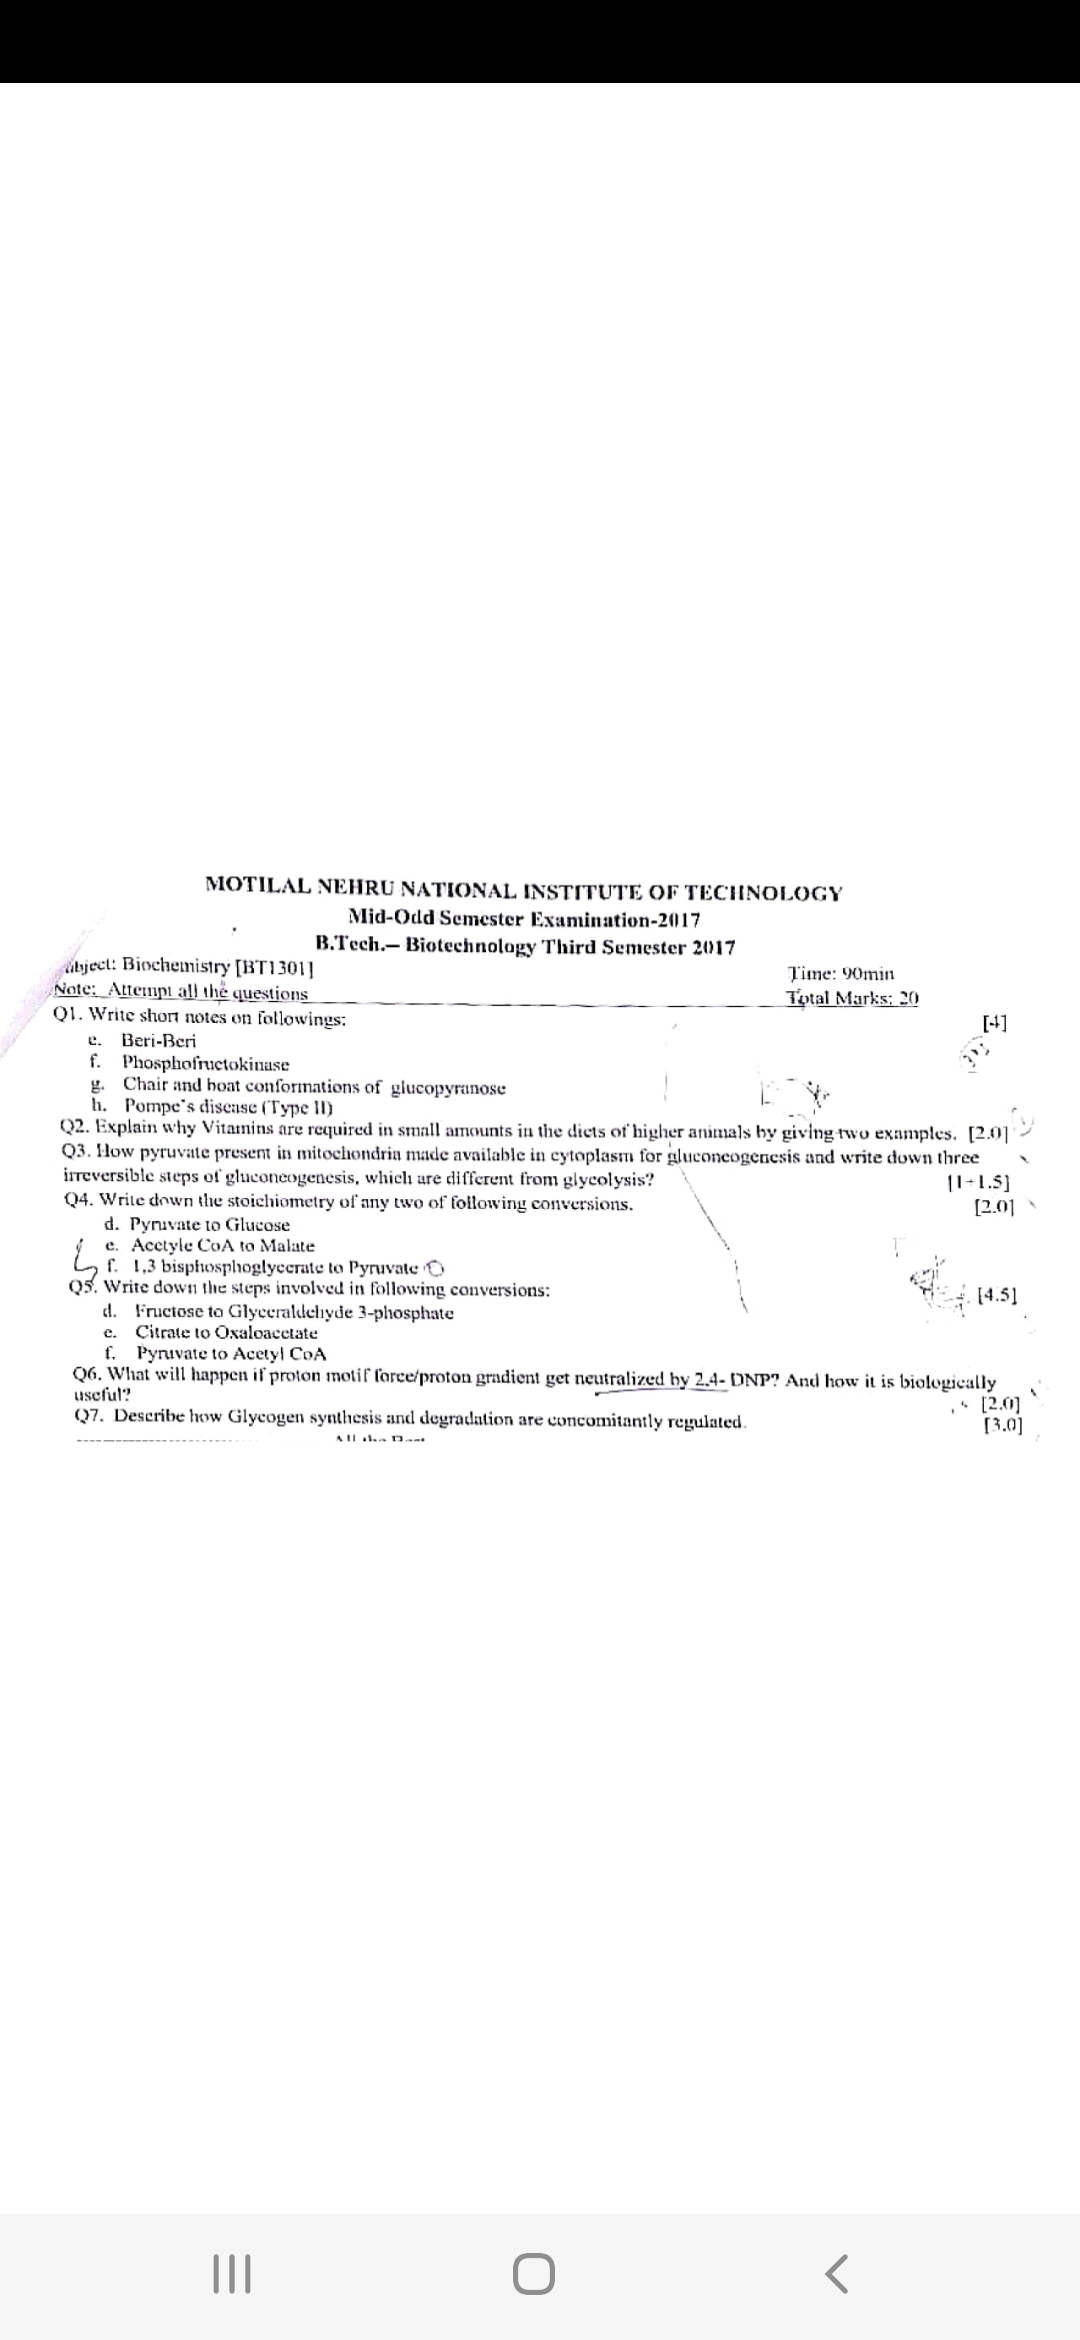 MOTILAL NEHRU NATIONAL INSTITUTE OF TECHNOLOGY
Mid-Odd Semester Examination-2017
B.Tech.– Biotechnology Third Semester 2017
ubject: Biochemistry [BT1301]
Time: 90min
Note: Attempt all the questions
Total Marks: 20
Q1. Write short notes on followings:
[4]
e. Beri-Beri
f. Phosphofructokinase
g. Chair and boat conformations of glucopyranose
h. Pompe's disease (Type II)
Q2. Explain why Vitamins are required in small amounts in the diets of higher animals by giving two examples. [2.0]
Q3. How pyruvate present in mitochondria made available in cytoplasm for gluconeogenesis and write down three
irreversible steps of gluconeogenesis, which are different from glycolysis? [1+1.5]
Q4. Write down the stoichiometry of any two of following conversions. [2.0]
d. Pyruvate to Glucose
e. Acetyle CoA to Malate
f. 1,3 bisphosphoglycerate to Pyruvate
Q5. Write down the steps involved in following conversions: [4.5]
d. Fructose to Glyceraldehyde 3-phosphate
e. Citrate to Oxaloacetate
f. Pyruvate to Acetyl CoA
Q6. What will happen if proton motif force/proton gradient get neutralized by 2,4- DNP? And how it is biologically
useful? [2.0]
Q7. Describe how Glycogen synthesis and degradation are concomitantly regulated. [3.0]
All the Best